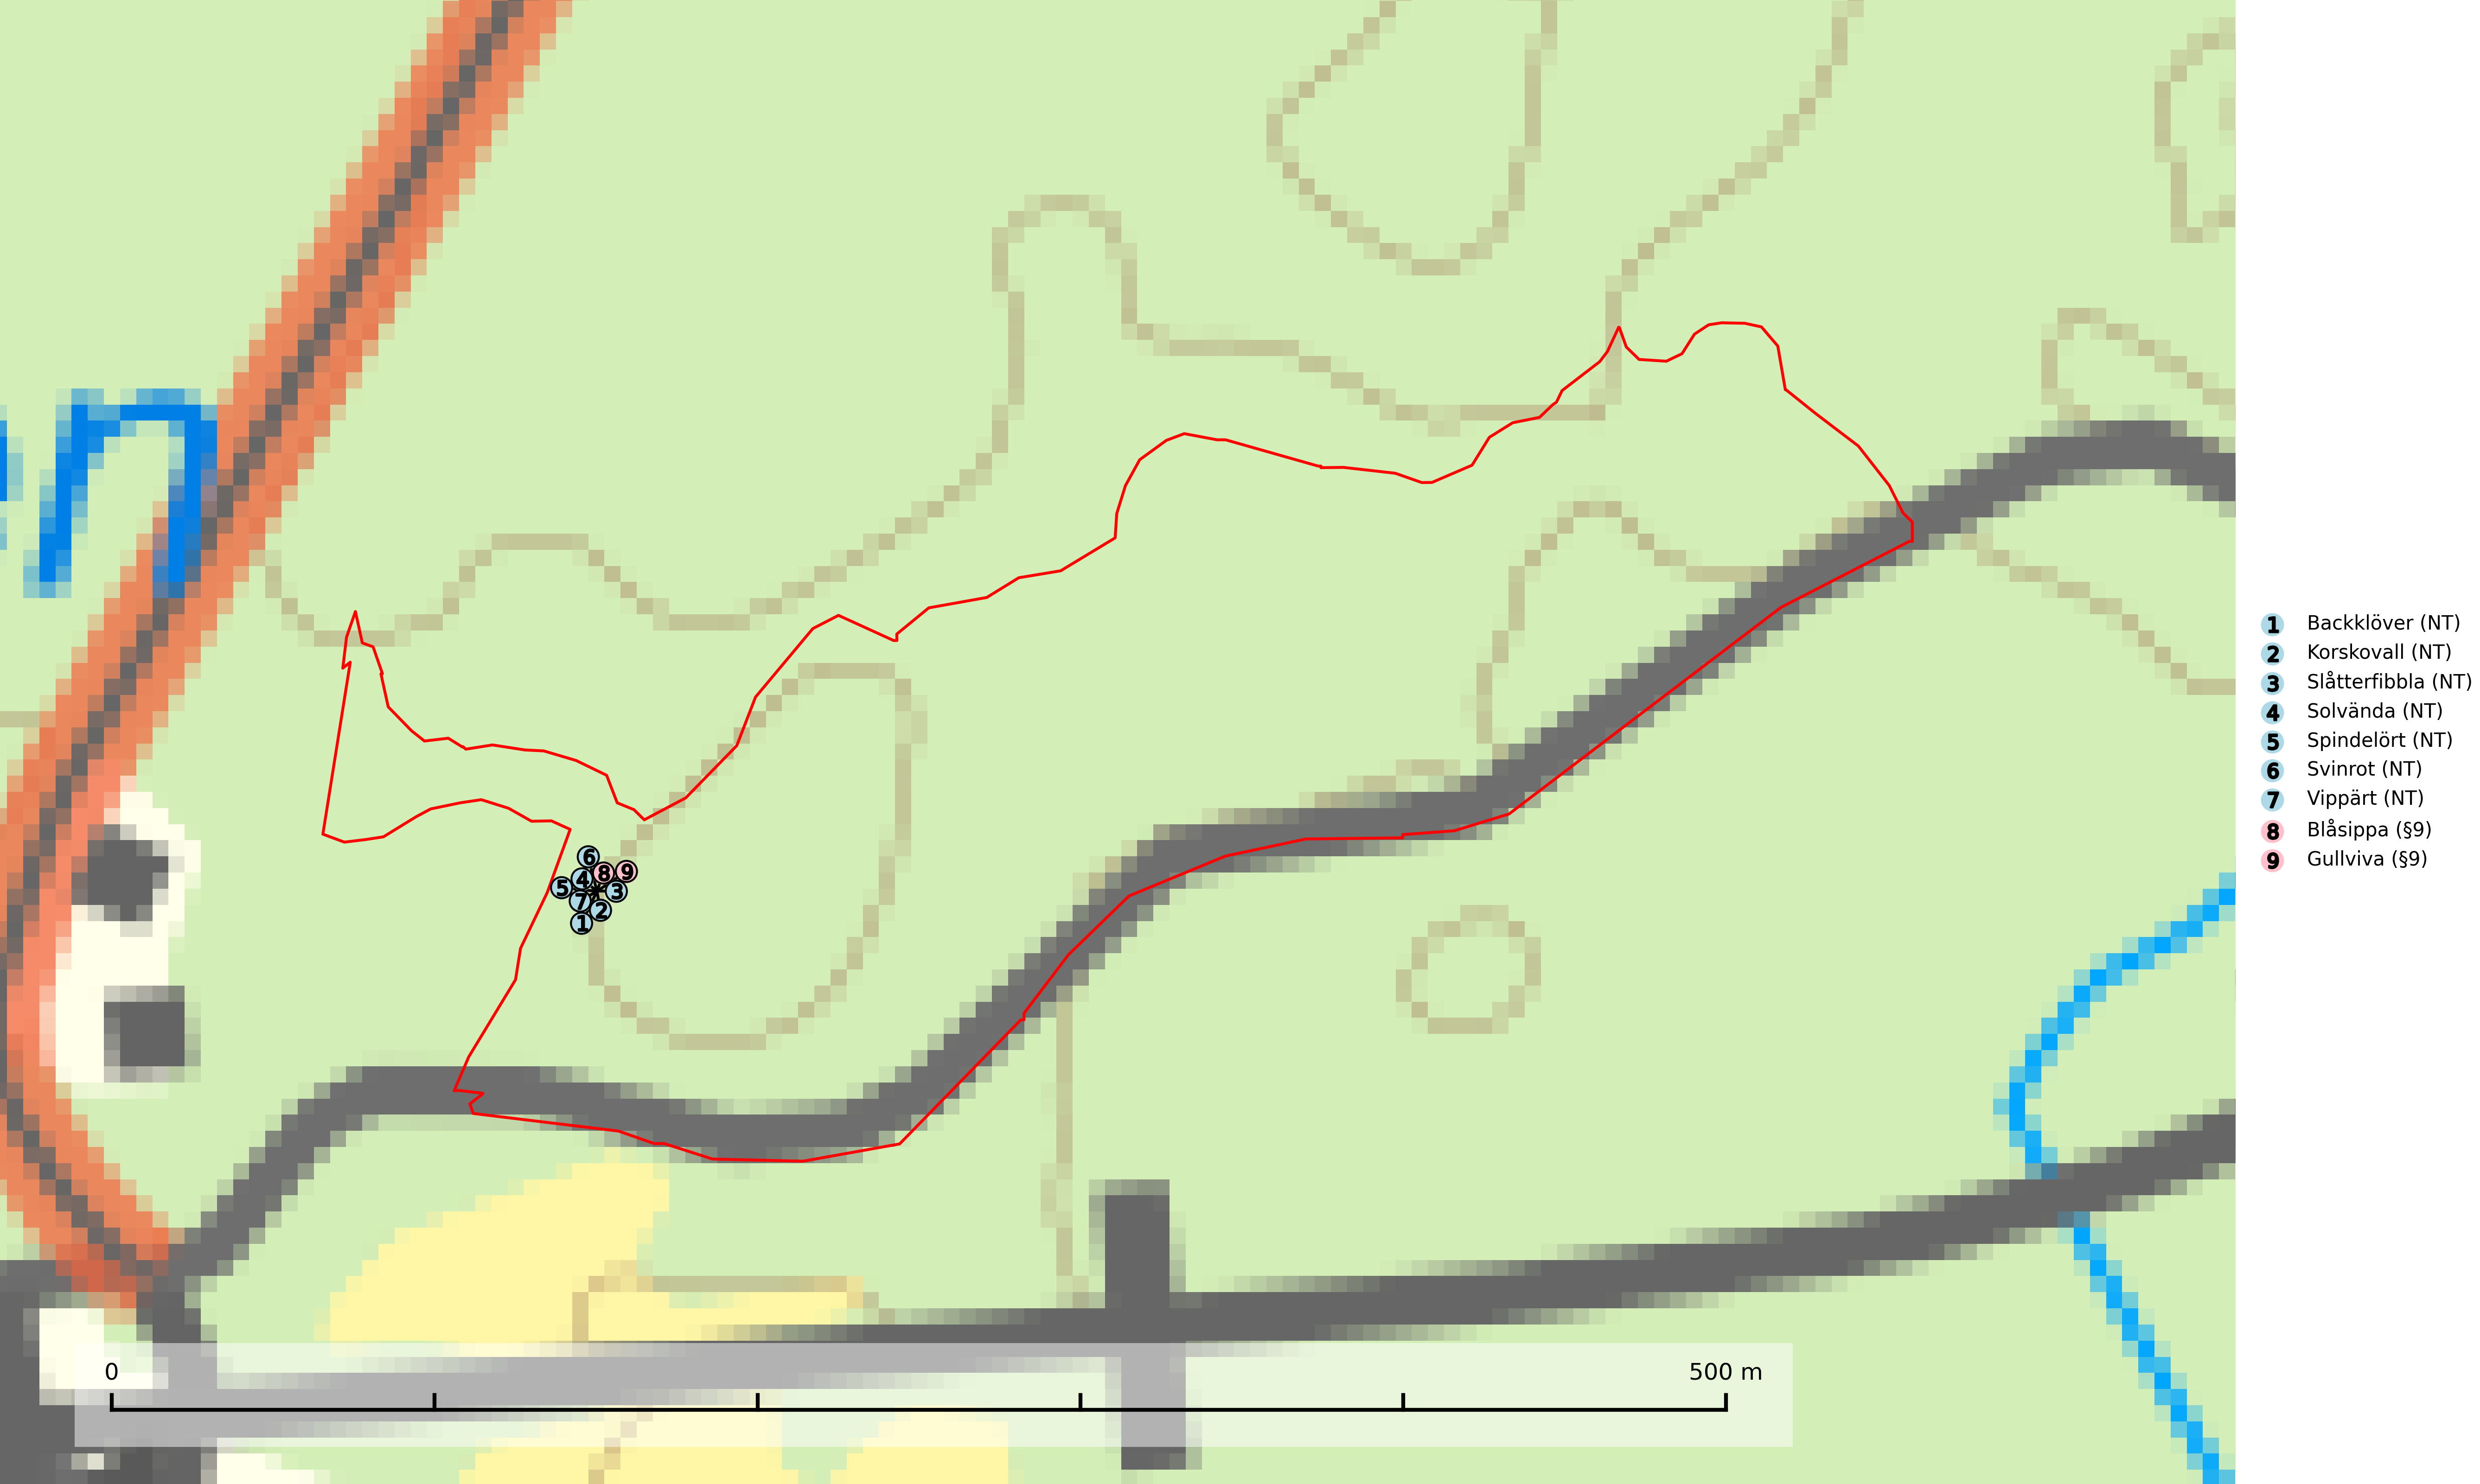 6
4 8 9
5 3
7 2
1
0 500 m
1 Backklöver (NT)
2 Korskovall (NT)
3 Slåtterfibbla (NT)
4 Solvända (NT)
5 Spindelört (NT)
6 Svinrot (NT)
7 Vippärt (NT)
8 Blåsippa (§9)
9 Gullviva (§9)